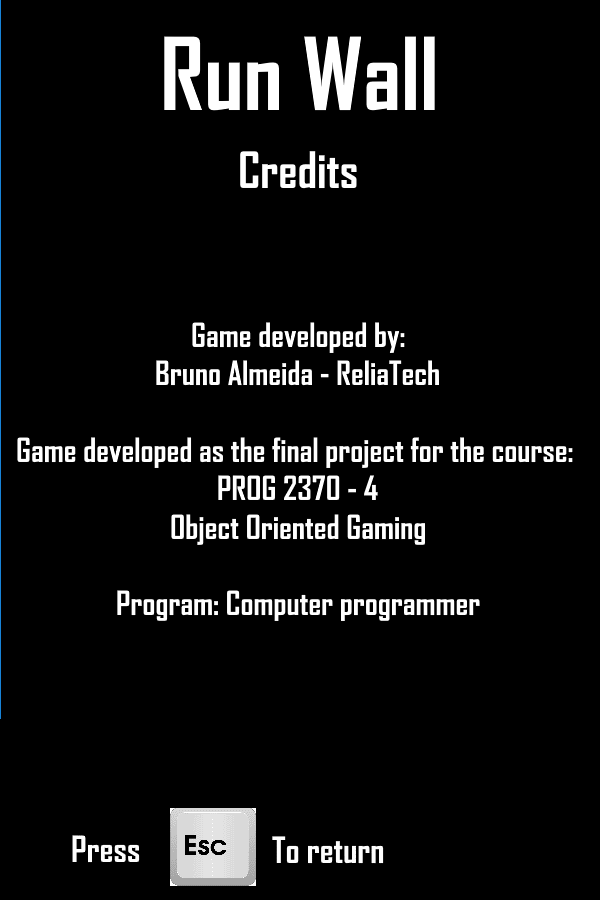 Run Wall
Credits
Game developed by:
Bruno Almeida - ReliaTech
Game developed as the final project for the course:
PROG 2370 - 4
Object Oriented Gaming
Program: Computer programmer
Press Esc To return